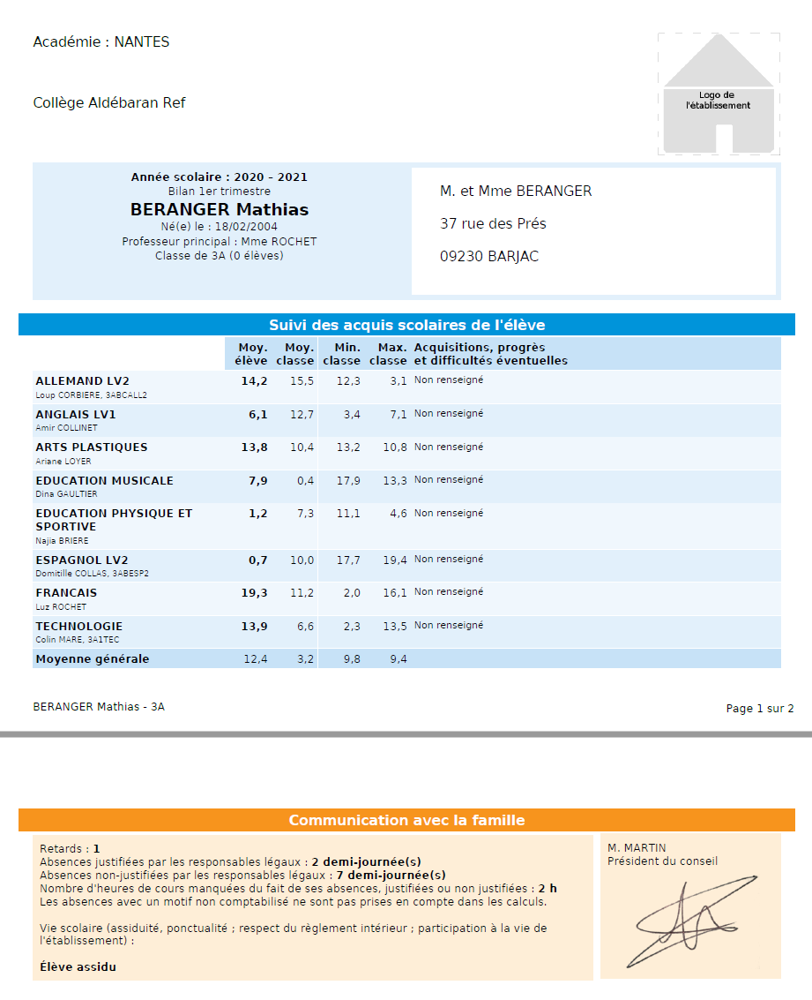 Académie : NANTES
Collège Aldébaran Ref
Logo de
l'établissement
Année scolaire : 2020 – 2021
Bilan 1er trimestre
BERANGER Mathias
Né(e) le : 18/02/2004
Professeur principal : Mme ROCHET
Classe de 3A (0 élèves)
M. et Mme BERANGER
37 rue des Prés
09230 BARJAC
Suivi des acquis scolaires de l'élève
Moy. Moy. Min. Max. Acquisitions, progrès
élève classe classe classe et difficultés éventuelles
ALLEMAND LV2 14,2 15,5 12,3 3,1 Non renseigné
Loup CORBIERE, 3ABCALL2
ANGLAIS LV1 6,1 12,7 3,4 7,1 Non renseigné
Amir COLLINET
ARTS PLASTIQUES 13,8 10,4 13,2 10,8 Non renseigné
Ariane LOYER
EDUCATION MUSICALE 7,9 0,4 17,9 13,3 Non renseigné
Dina GAULTIER
EDUCATION PHYSIQUE ET 1,2 7,3 11,1 4,6 Non renseigné
SPORTIVE
Najia BRIERE
ESPAGNOL LV2 0,7 10,0 17,7 19,4 Non renseigné
Domitille COLLAS, 3ABESP2
FRANCAIS 19,3 11,2 2,0 16,1 Non renseigné
Luz ROCHET
TECHNOLOGIE 13,9 6,6 2,3 13,5 Non renseigné
Colin MARE, 3A1TEC
Moyenne générale 12,4 3,2 9,8 9,4
BERANGER Mathias - 3A
Page 1 sur 2
Communication avec la famille
Retards : 1
Absences justifiées par les responsables légaux : 2 demi-journée(s)
Absences non-justifiées par les responsables légaux : 7 demi-journée(s)
Nombre d'heures de cours manquées du fait de ses absences, justifiées ou non justifiées : 2 h
Les absences avec un motif non comptabilisé ne sont pas prises en compte dans les calculs.
Vie scolaire (assiduité, ponctualité ; respect du règlement intérieur ; participation à la vie de
l'établissement) :
Élève assidu
M. MARTIN
Président du conseil